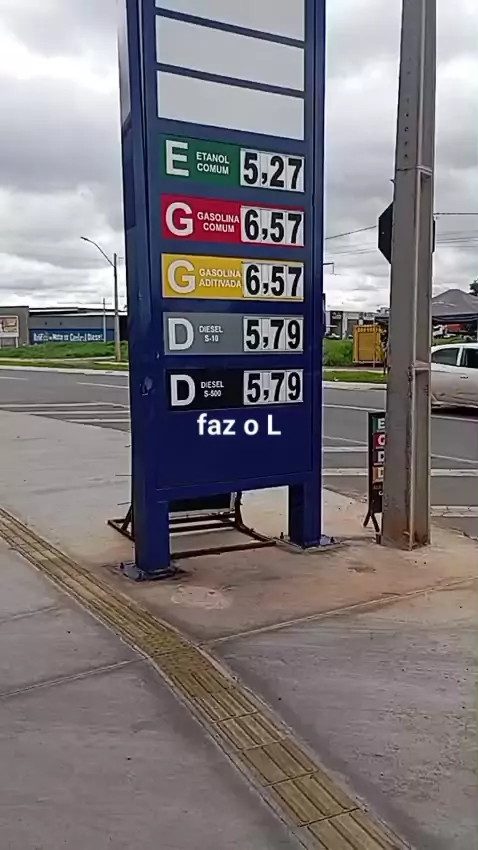 E ETANOL COMUM 5,27
G GASOLINA COMUM 6,57
G GASOLINA ADITIVADA 6,57
D DIESEL S-10 5,79
D DIESEL S-500 5,79
faz o L
E
G
G
D